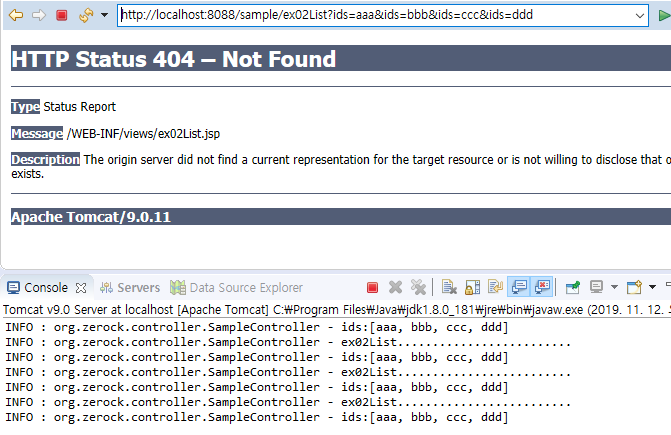 http://localhost:8088/sample/ex02List?ids=aaa&ids=bbb&ids=ccc&ids=ddd
HTTP Status 404 – Not Found
Type Status Report
Message /WEB-INF/views/ex02List.jsp
Description The origin server did not find a current representation for the target resource or is not willing to disclose that
exists.
Apache Tomcat/9.0.11
Console Servers Data Source Explorer
Tomcat v9.0 Server at localhost [Apache Tomcat] C:₩Program Files₩Java₩jdk1.8.0_181₩jre₩bin₩javaw.exe (2019. 11. 12.
INFO : org.zerock.controller.SampleController - ids:[aaa, bbb, ccc, ddd]
INFO : org.zerock.controller.SampleController - ex02List........................
INFO : org.zerock.controller.SampleController - ids:[aaa, bbb, ccc, ddd]
INFO : org.zerock.controller.SampleController - ex02List........................
INFO : org.zerock.controller.SampleController - ids:[aaa, bbb, ccc, ddd]
INFO : org.zerock.controller.SampleController - ex02List........................
INFO : org.zerock.controller.SampleController - ids:[aaa, bbb, ccc, ddd]